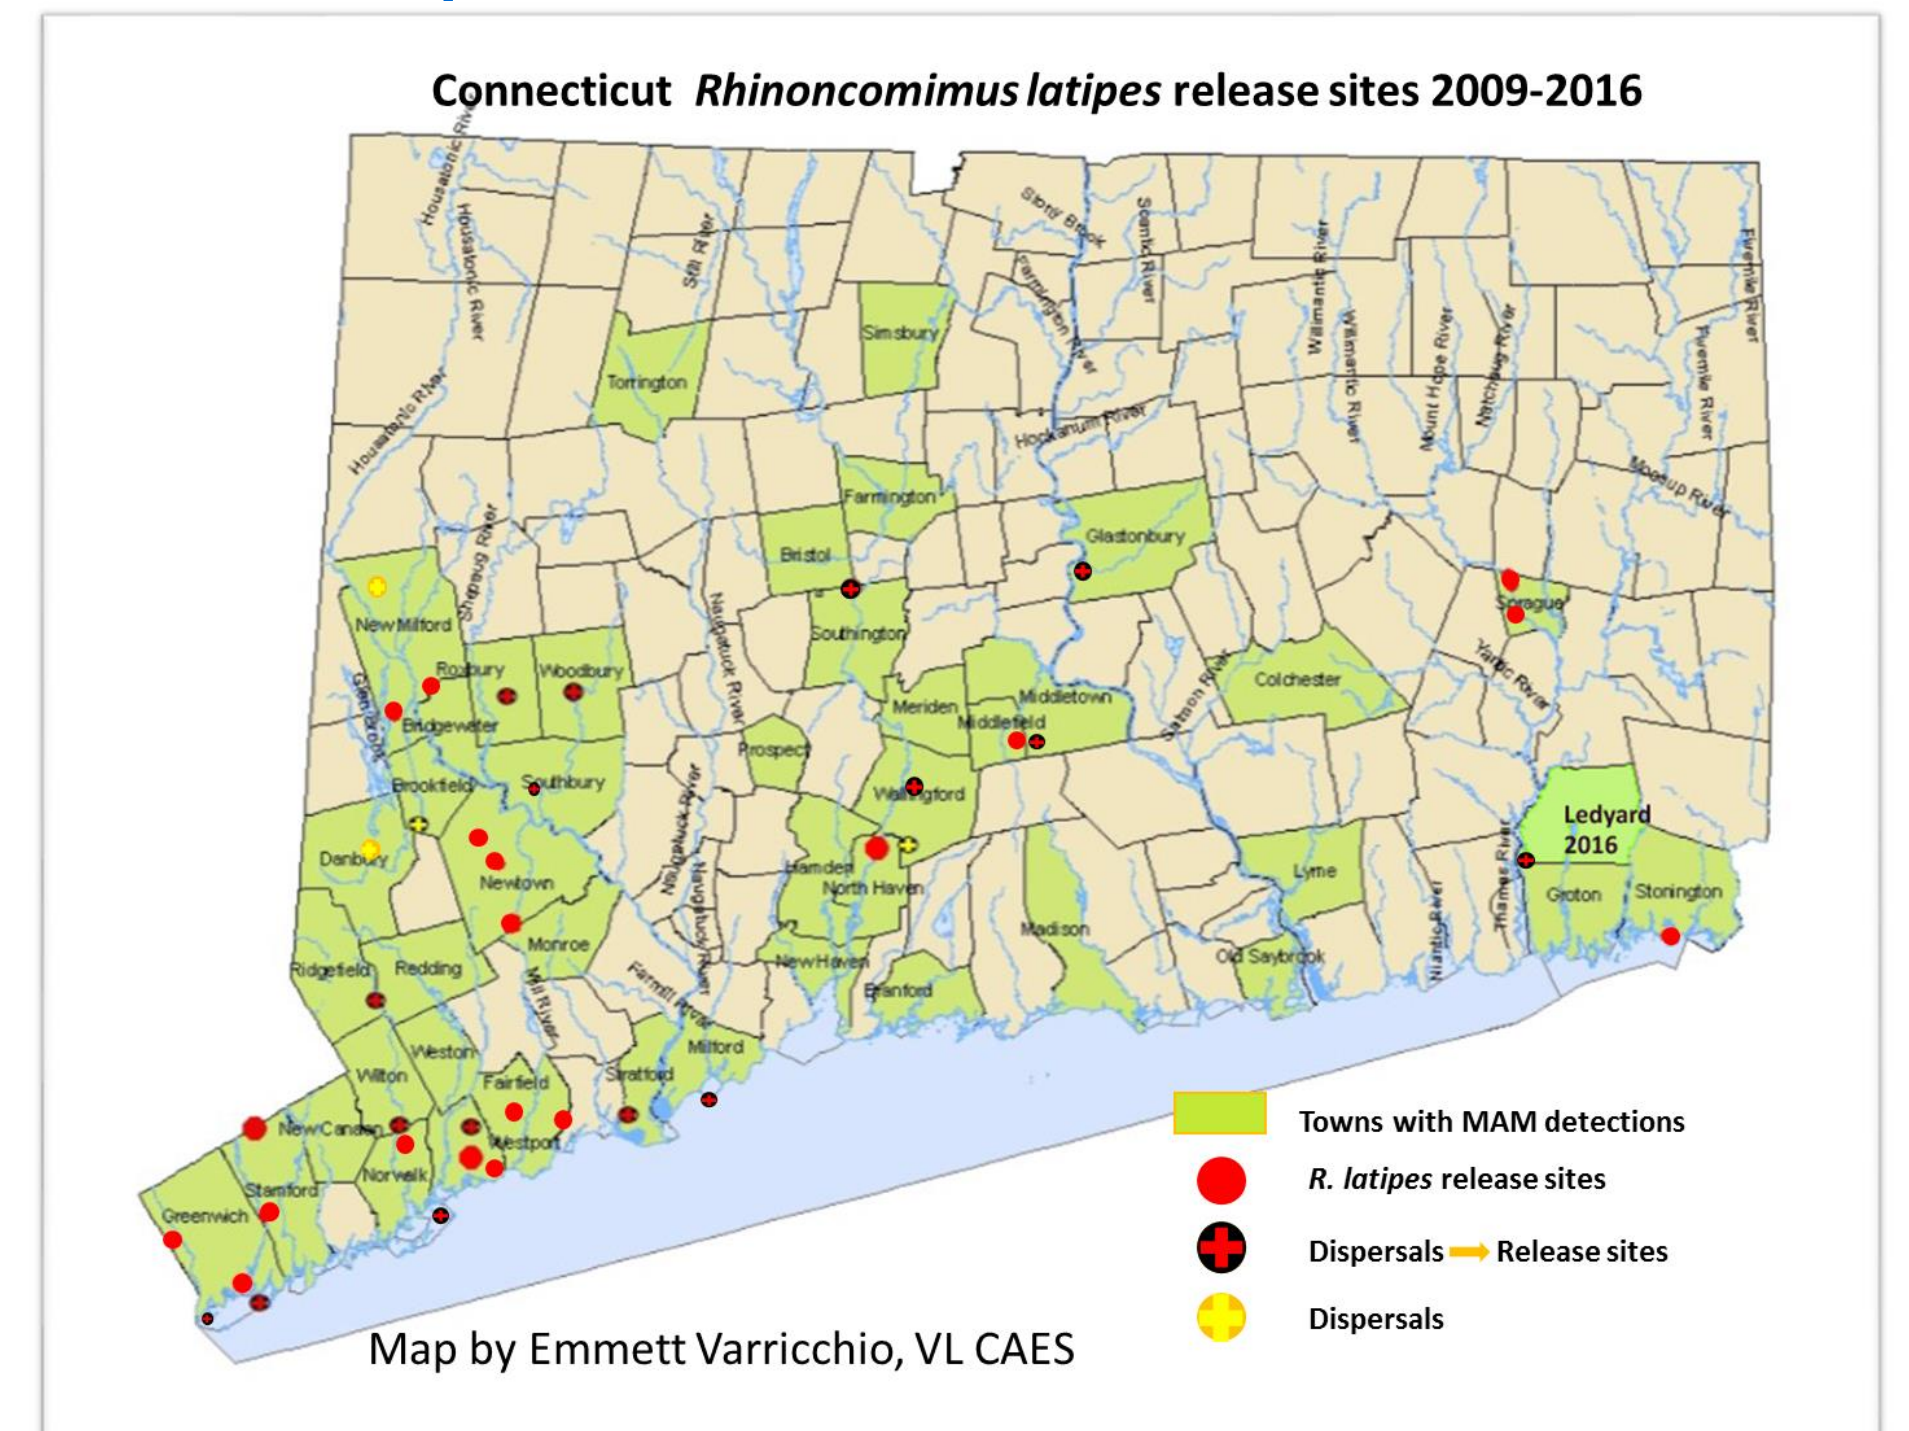 Connecticut Rhinoncomimus latipes release sites 2009-2016
Housatonic River
Housatonic River
Still River
Stony Brook
Scantic River
Farmington River
Willimantic River
Willimantic River
Mount Hope River
Natchaug River
Fivemile River
Fivemile River
Simsbury
Torrington
Housatonic River
Hockanum River
Moosup River
Farmington
Bristol
Glastonbury
Shepaug River
Naugatuck River
Sprague
New Milford
Southington
Roxbury
Woodbury
Yantic River
Salmon River
Colchester
Middletown
Meriden
Middlefield
Bridgewater
Prospect
Brookfield
Southbury
Wallingford
Naugatuck River
Naugatuck River
Ledyard
2016
Danbury
Newtown
Hamden
North Haven
Lyme
Thames River
Niantic River
Groton
Stonington
Madison
Monroe
Ridgefield
Redding
New Haven
Old Saybrook
Branford
Mill River
Farmill River
Weston
Milford
Wilton
Fairfield
Stratford
New Canaan
Westport
Norwalk
Stamford
Greenwich
Towns with MAM detections
R. latipes release sites
Dispersals Release sites
Dispersals
Map by Emmett Varricchio, VL CAES